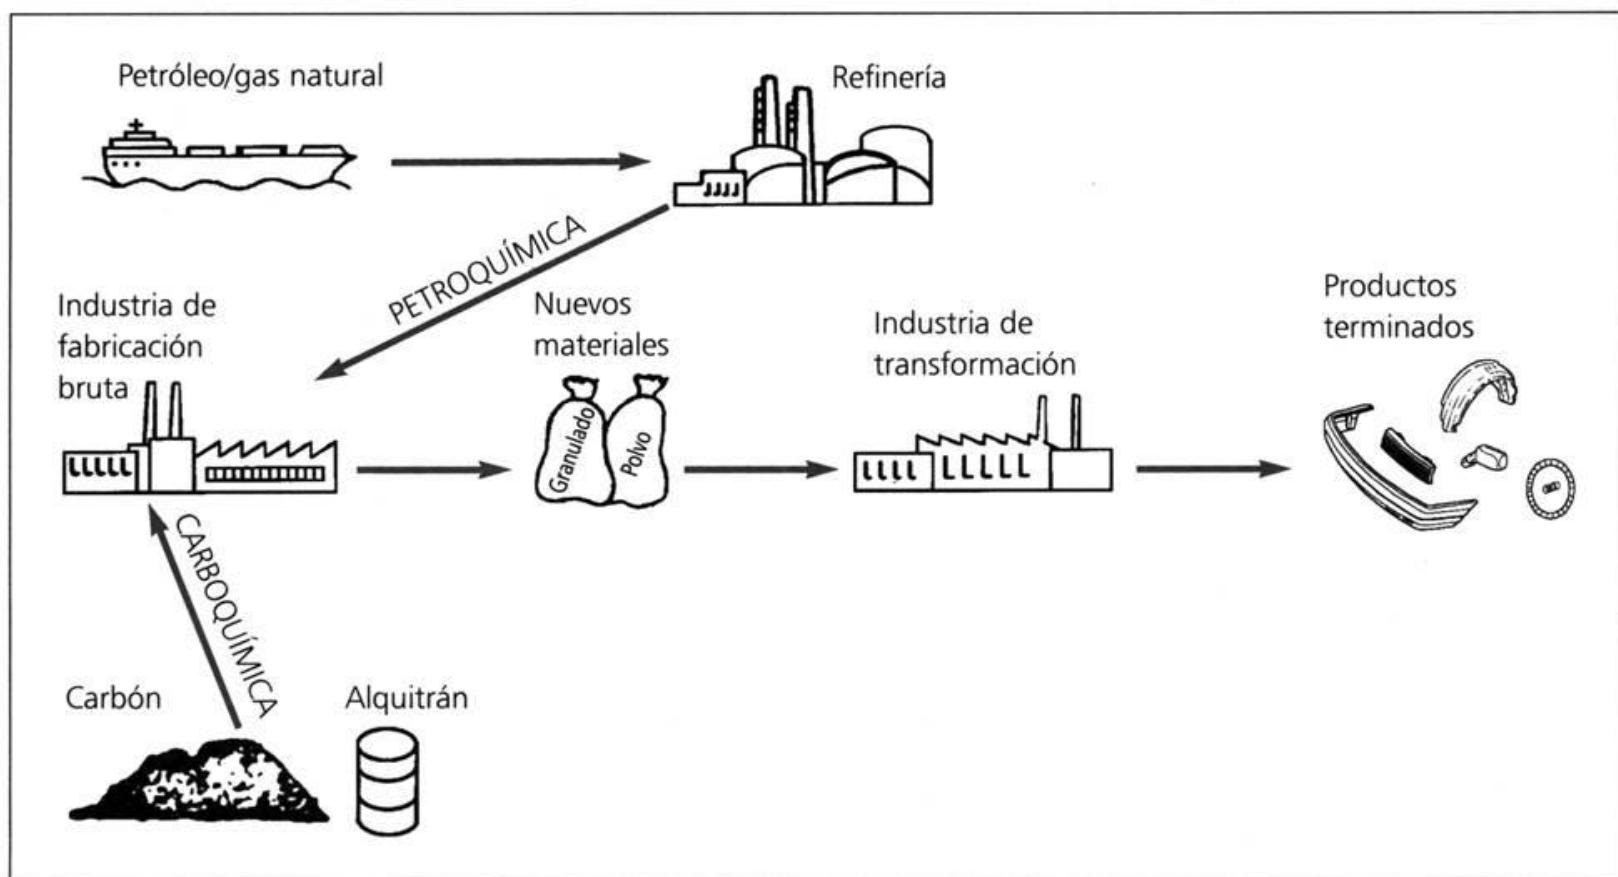 Petróleo/gas natural
Refinería
PETROQUÍMICA
Industria de
fabricación
bruta
Nuevos
materiales
Granulado
Polvo
Industria de
transformación
Productos
terminados
CARBOQUÍMICA
Carbón
Alquitrán